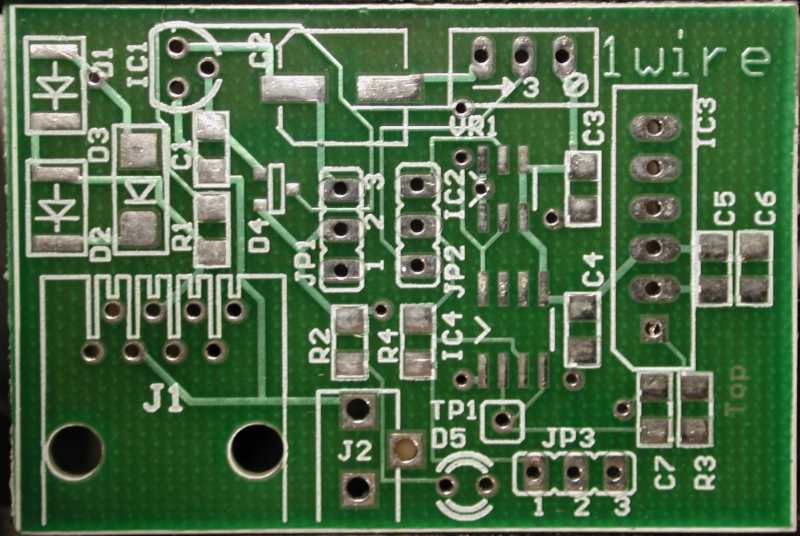 D1
IC1
C2
3
1wire
VR1
IC3
D3
C1
C3
3
2
1
JP1
IC2
JP2
D2
R1
D4
C5
C6
C4
R2
R4
IC4
J1
Top
TP1
J2
D5
JP3
1 2 3
C7
R3